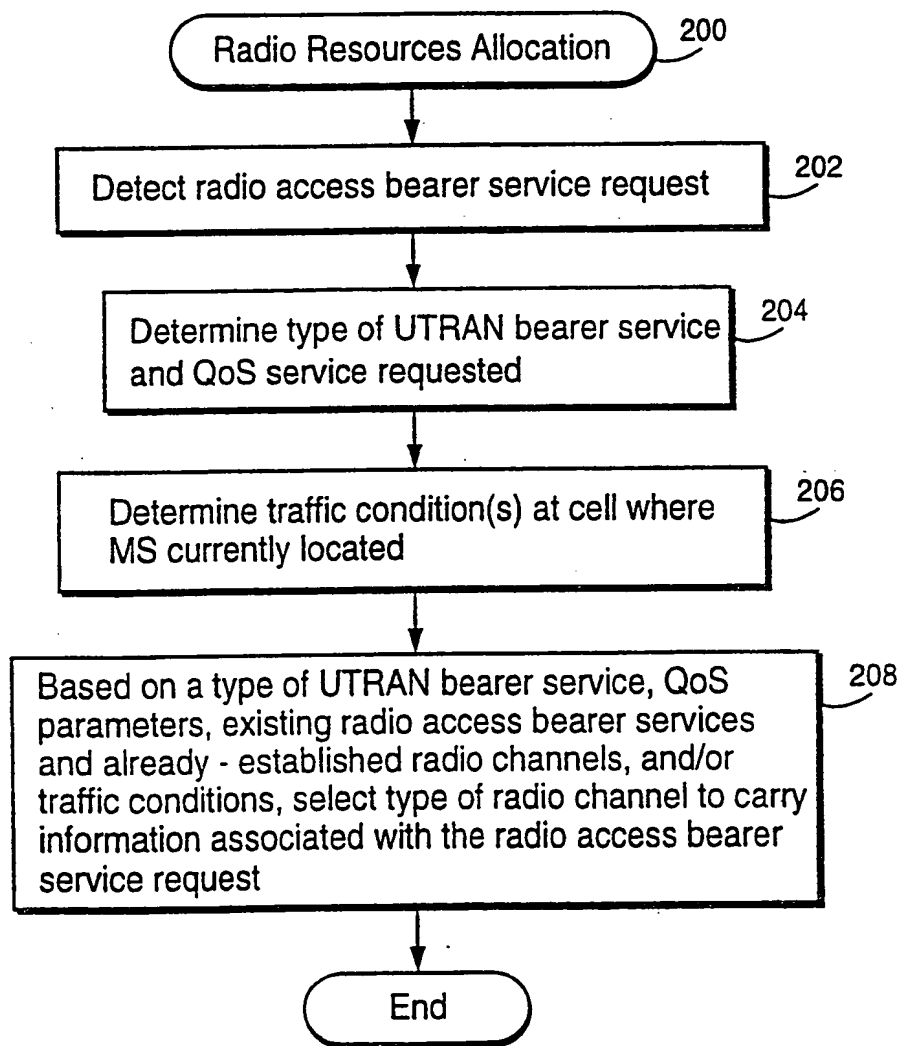 Radio Resources Allocation
200
Detect radio access bearer service request
202
Determine type of UTRAN bearer service
and QoS service requested
204
Determine traffic condition(s) at cell where
MS currently located
206
Based on a type of UTRAN bearer service, QoS
parameters, existing radio access bearer services
and already - established radio channels, and/or
traffic conditions, select type of radio channel to carry
information associated with the radio access bearer
service request
208
End